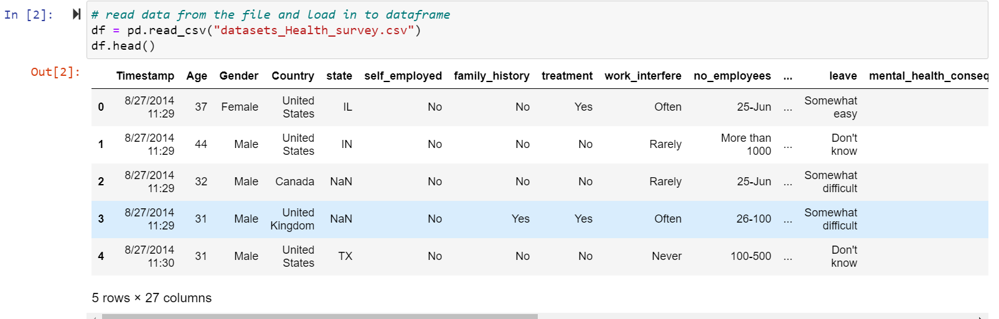 In [2]:
# read data from the file and load in to dataframe
df = pd.read_csv("datasets_Health_survey.csv")
df.head()
Out[2]:
Timestamp Age Gender Country state self_employed family_history treatment work_interfere no_employees ... leave mental_health_conseq
0 8/27/2014 11:29 37 Female United States IL No No Yes Often 25-Jun ... Somewhat easy
1 8/27/2014 11:29 44 Male United States IN No No No Rarely More than 1000 ... Don't know
2 8/27/2014 11:29 32 Male Canada NaN No No No Rarely 25-Jun ... Somewhat difficult
3 8/27/2014 11:29 31 Male United Kingdom NaN No Yes Yes Often 26-100 ... Somewhat difficult
4 8/27/2014 11:30 31 Male United States TX No No No Never 100-500 ... Don't know
5 rows × 27 columns